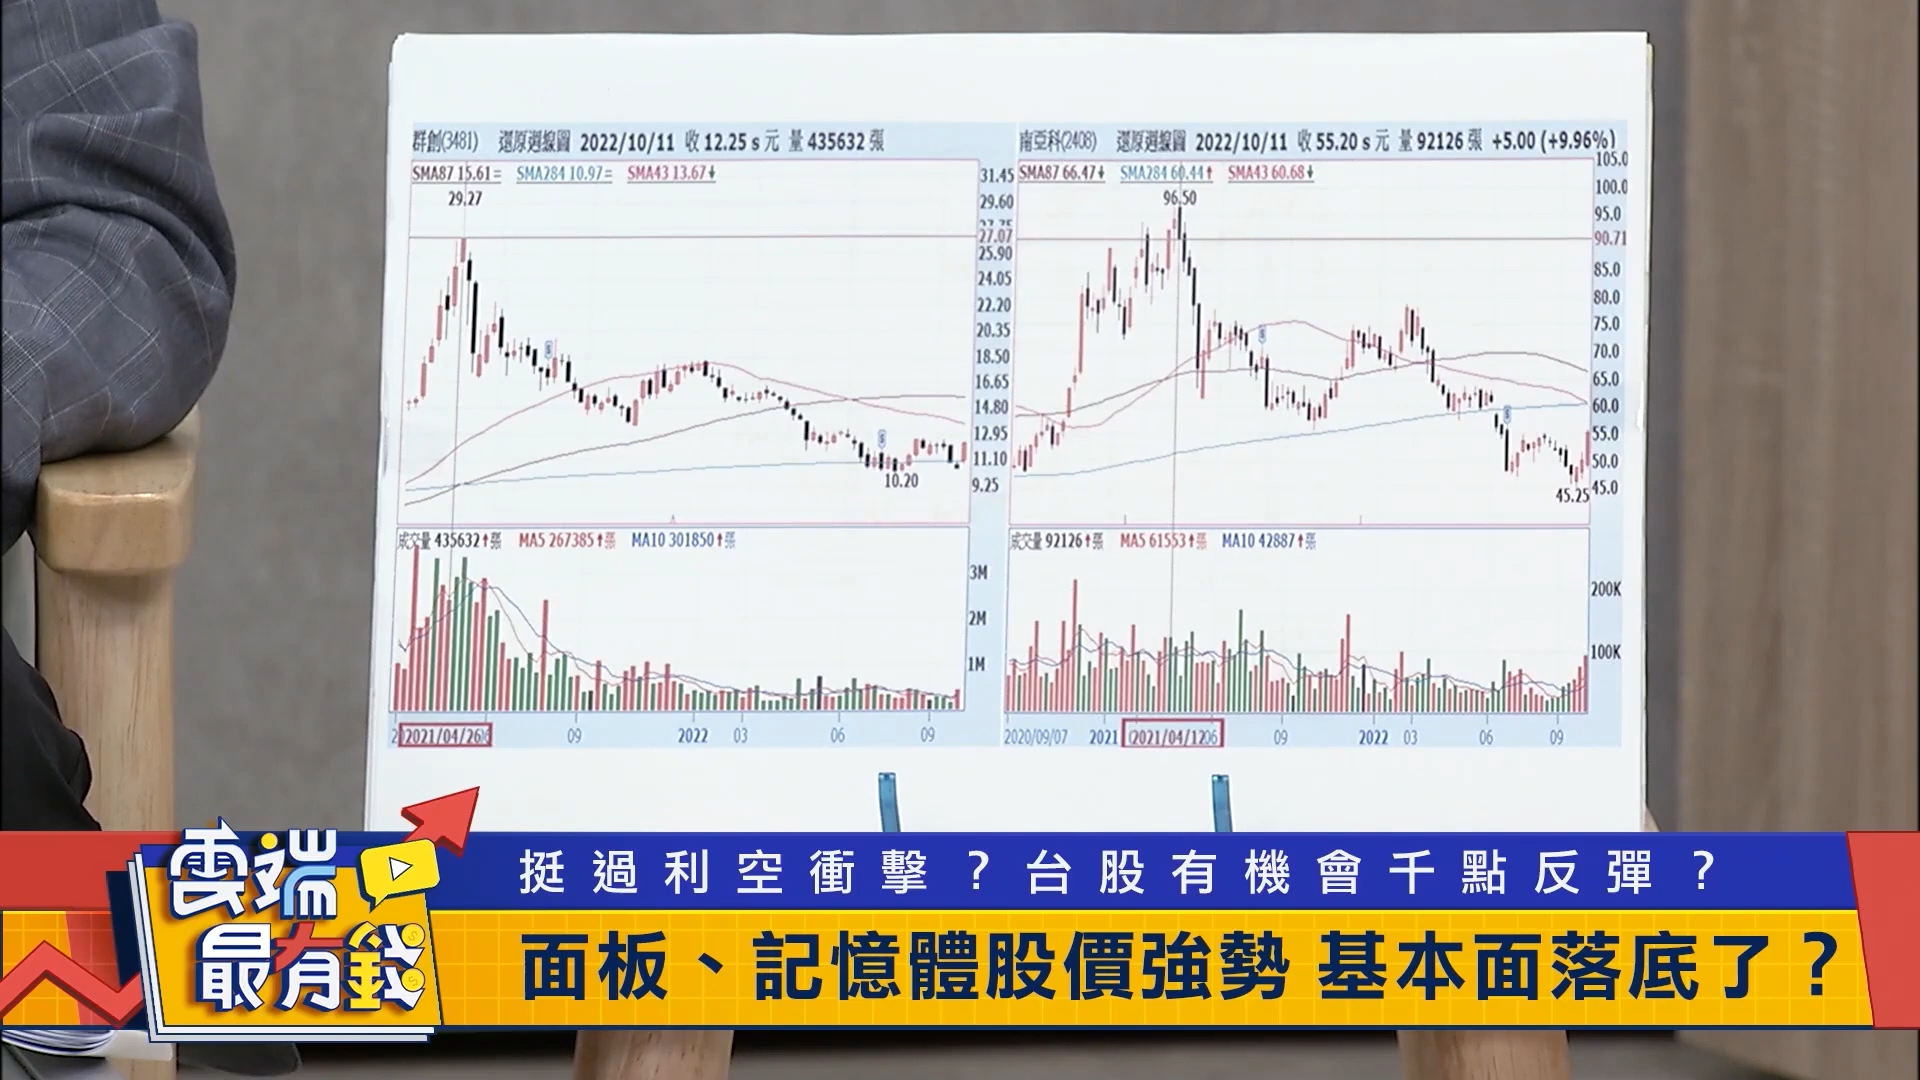 群創(3481) 還原週線圖 2022/10/11 收 12.25 s 元 量 435632 張
SMA87 15.61= SMA284 10.97= SMA43 13.67↓
29.27
31.45
29.60
27.75
27.07
25.90
24.05
22.20
20.35
18.50
16.65
14.80
12.95
11.10
9.25
10.20
成交量 435632↑張 MA5 267385↑張 MA10 301850↑張
3M
2M
1M
2021/04/26 09 2022 03 06 09
南亞科(2408) 還原週線圖 2022/10/11 收 55.20 s 元 量 92126 張 +5.00 (+9.96%)
SMA87 66.47↓ SMA284 60.44↑ SMA43 60.68↓
96.50
105.0
100.0
95.0
90.71
85.0
80.0
75.0
70.0
65.0
60.0
55.0
50.0
45.0
45.25
成交量 92126↑張 MA5 61553↑張 MA10 42887↑張
200K
100K
2020/09/07 2021 2021/04/12 06 09 2022 03 06 09
雲端
最有錢
挺過利空衝擊?台股有機會千點反彈?
面板、記憶體股價強勢 基本面落底了?